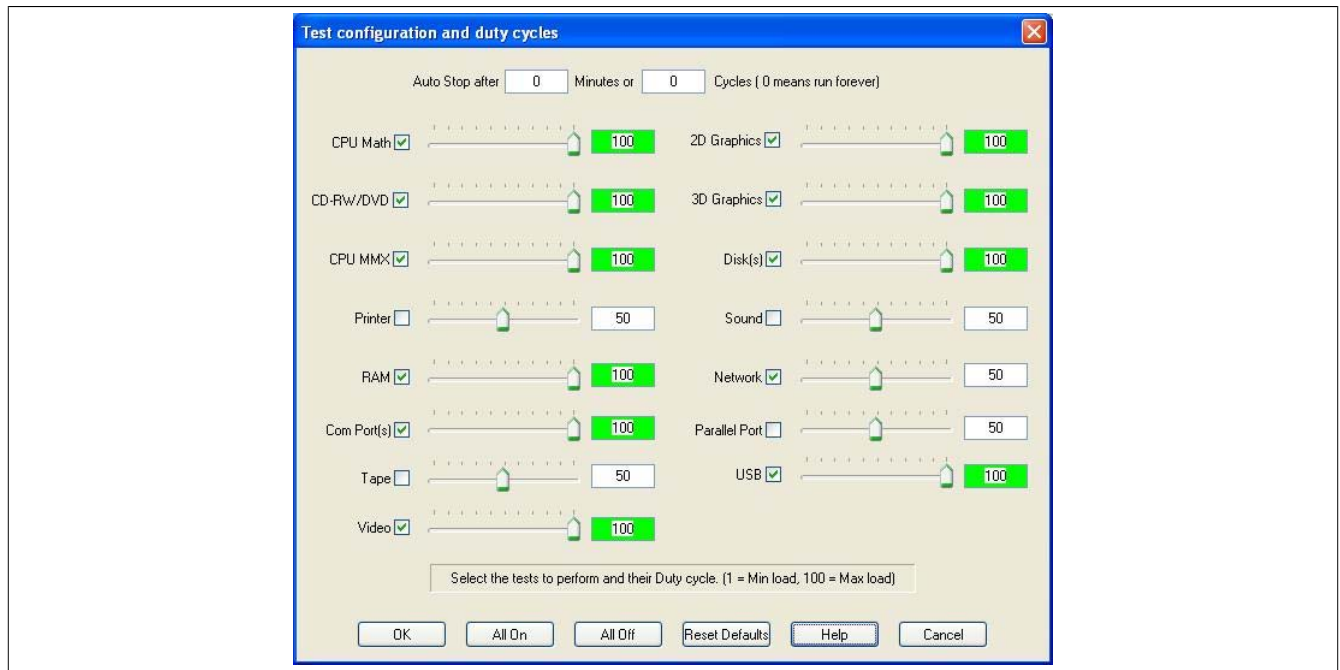 Test configuration and duty cycles
Auto Stop after 0 Minutes or 0 Cycles ( 0 means run forever)
CPU Math 100 2D Graphics 100
CD-RW/DVD 100 3D Graphics 100
CPU MMX 100 Disk(s) 100
Printer 50 Sound 50
RAM 100 Network 50
Com Port(s) 100 Parallel Port 50
Tape 50 USB 100
Video 100
Select the tests to perform and their Duty cycle. (1 = Min load, 100 = Max load)
OK All On All Off Reset Defaults Help Cancel